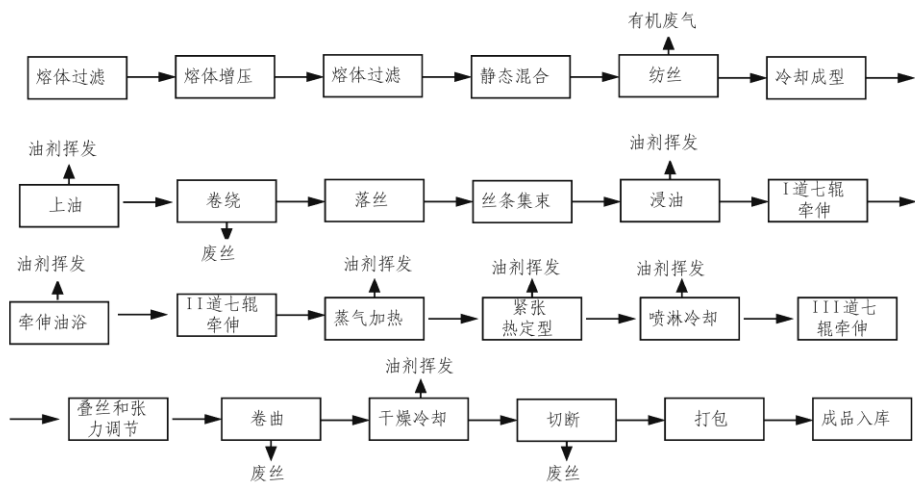 有机废气
熔体过滤
熔体增压
熔体过滤
静态混合
纺丝
冷却成型
油剂挥发
油剂挥发
上油
卷绕
落丝
丝条集束
浸油
I道七辊
牵伸
废丝
油剂挥发
油剂挥发
油剂挥发
油剂挥发
牵伸油浴
II道七辊
牵伸
蒸气加热
紧张
热定型
喷淋冷却
III道七
辊牵伸
油剂挥发
叠丝和张
力调节
卷曲
干燥冷却
切断
打包
成品入库
废丝
废丝